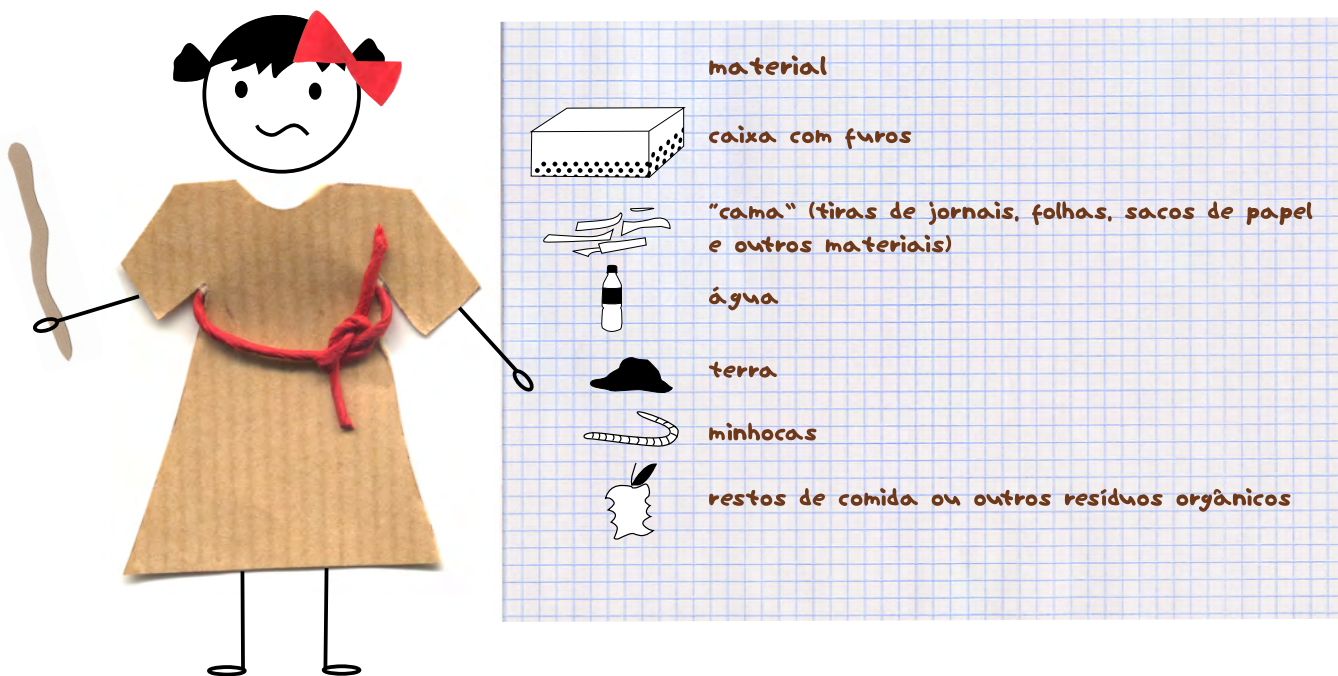 material
caixa com furos
"cama" (tiras de jornais, folhas, sacos de papel
e outros materiais)
água
terra
minhocas
restos de comida ou outros resíduos orgânicos